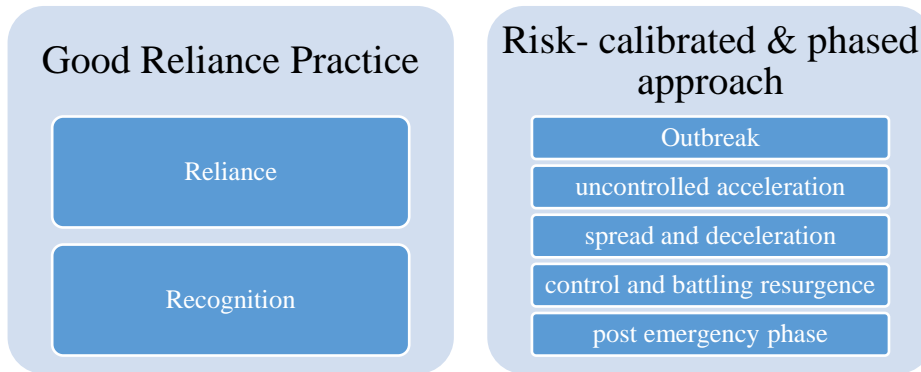 Good Reliance Practice
Reliance
Recognition
Risk- calibrated & phased
approach
Outbreak
uncontrolled acceleration
spread and deceleration
control and battling resurgence
post emergency phase